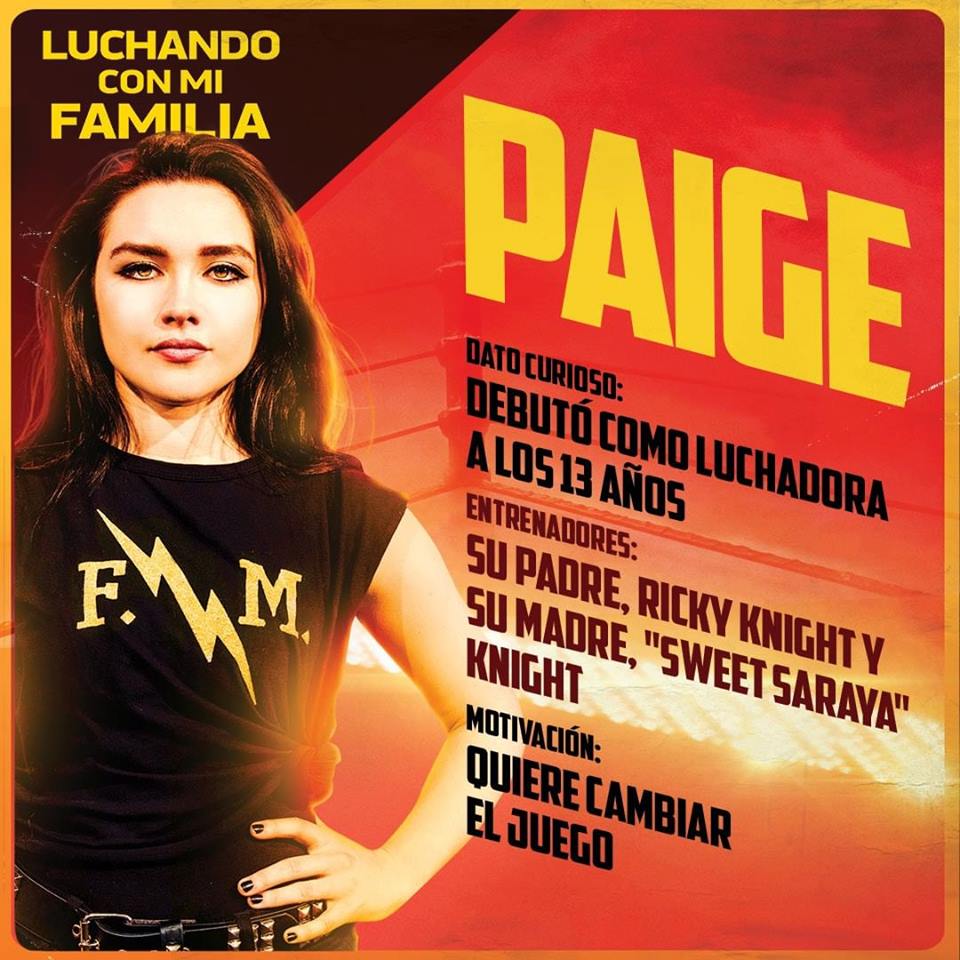 LUCHANDO
CON MI
FAMILIA
PAIGE
DATO CURIOSO:
DEBUTÓ COMO LUCHADORA
A LOS 13 AÑOS
ENTRENADORES:
SU PADRE, RICKY KNIGHT Y
SU MADRE, "SWEET SARAYA"
KNIGHT
MOTIVACIÓN:
QUIERE CAMBIAR
EL JUEGO
F. M.